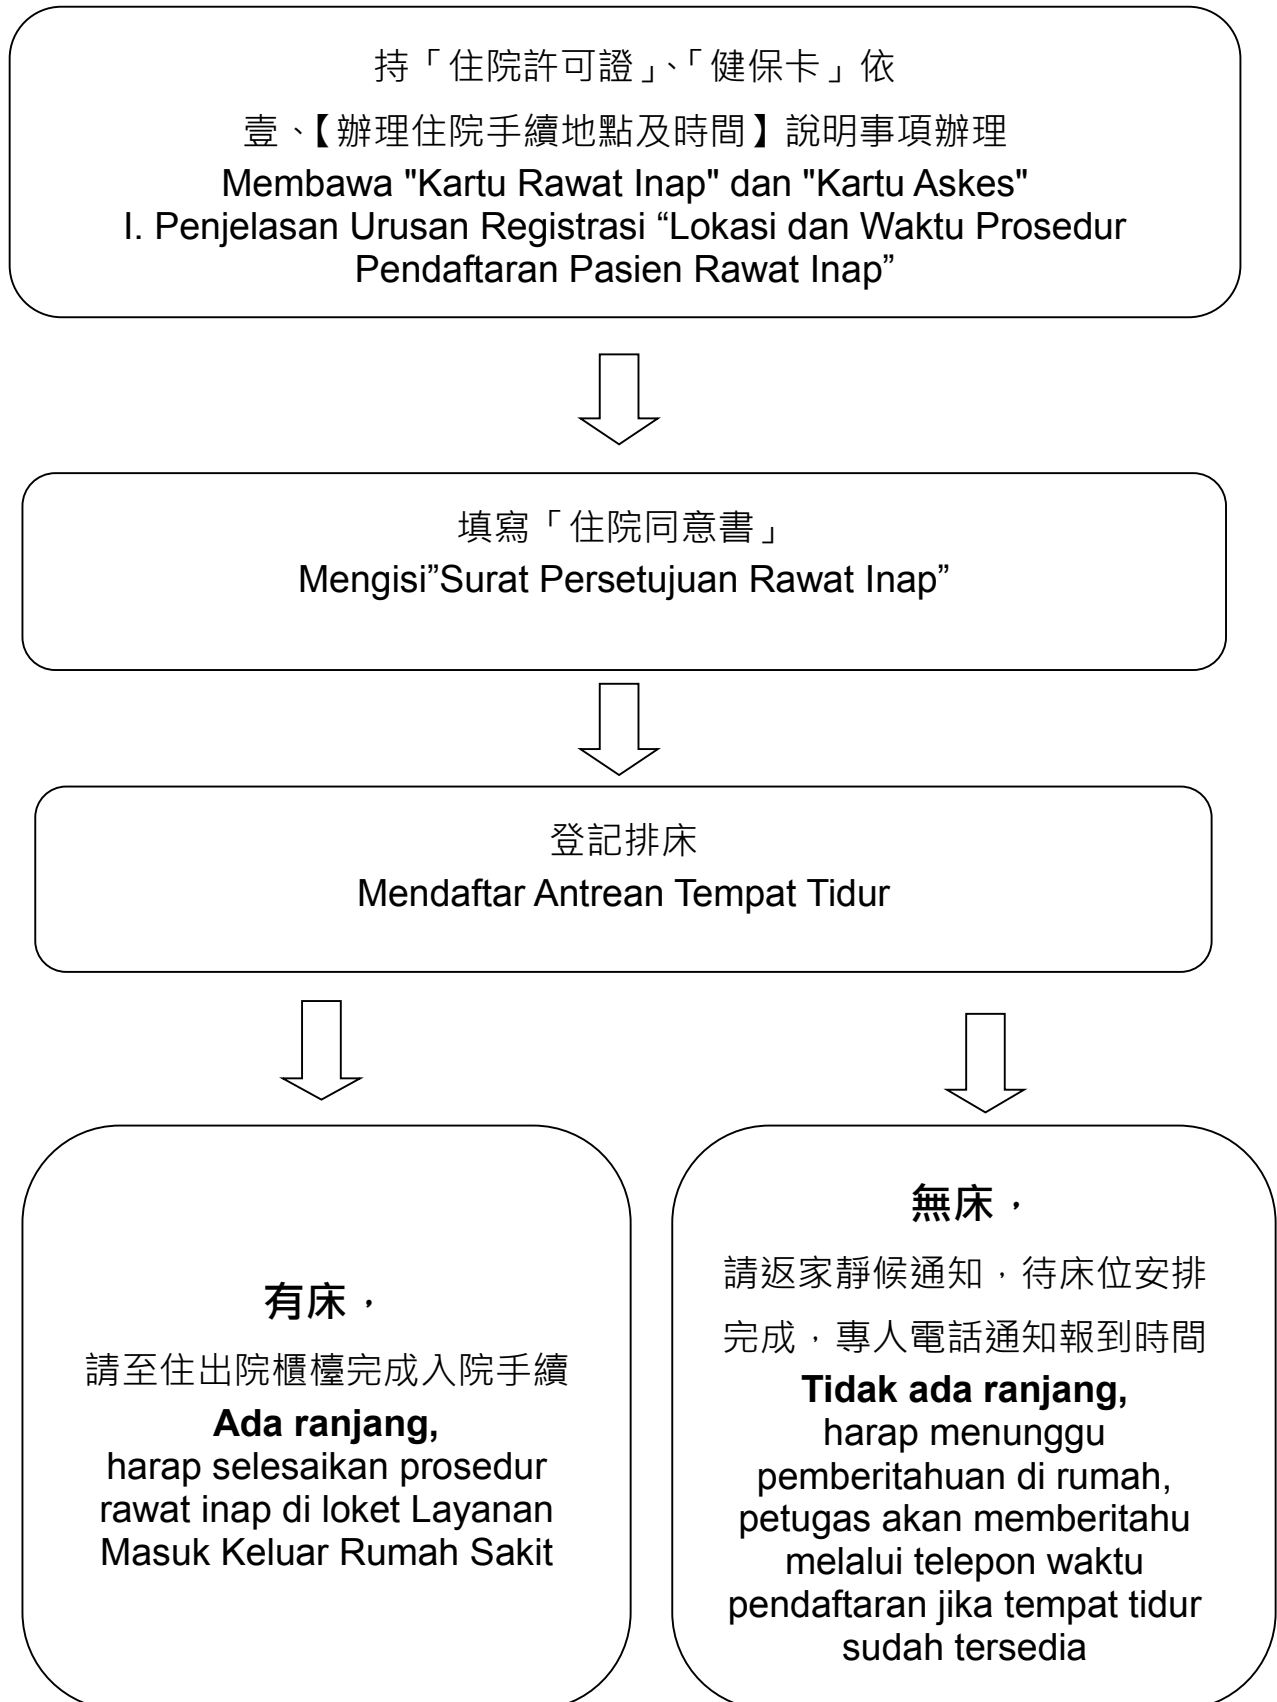 持「住院許可證」、「健保卡」依
壹、【辦理住院手續地點及時間】說明事項辦理
Membawa "Kartu Rawat Inap" dan "Kartu Askes"
I. Penjelasan Urusan Registrasi “Lokasi dan Waktu Prosedur
Pendaftaran Pasien Rawat Inap”
填寫「住院同意書」
Mengisi”Surat Persetujuan Rawat Inap”
登記排床
Mendaftar Antrean Tempat Tidur
有床，
請至住出院櫃檯完成入院手續
Ada ranjang,
harap selesaikan prosedur
rawat inap di loket Layanan
Masuk Keluar Rumah Sakit
無床，
請返家靜候通知，待床位安排
完成，專人電話通知報到時間
Tidak ada ranjang,
harap menunggu
pemberitahuan di rumah,
petugas akan memberitahu
melalui telepon waktu
pendaftaran jika tempat tidur
sudah tersedia